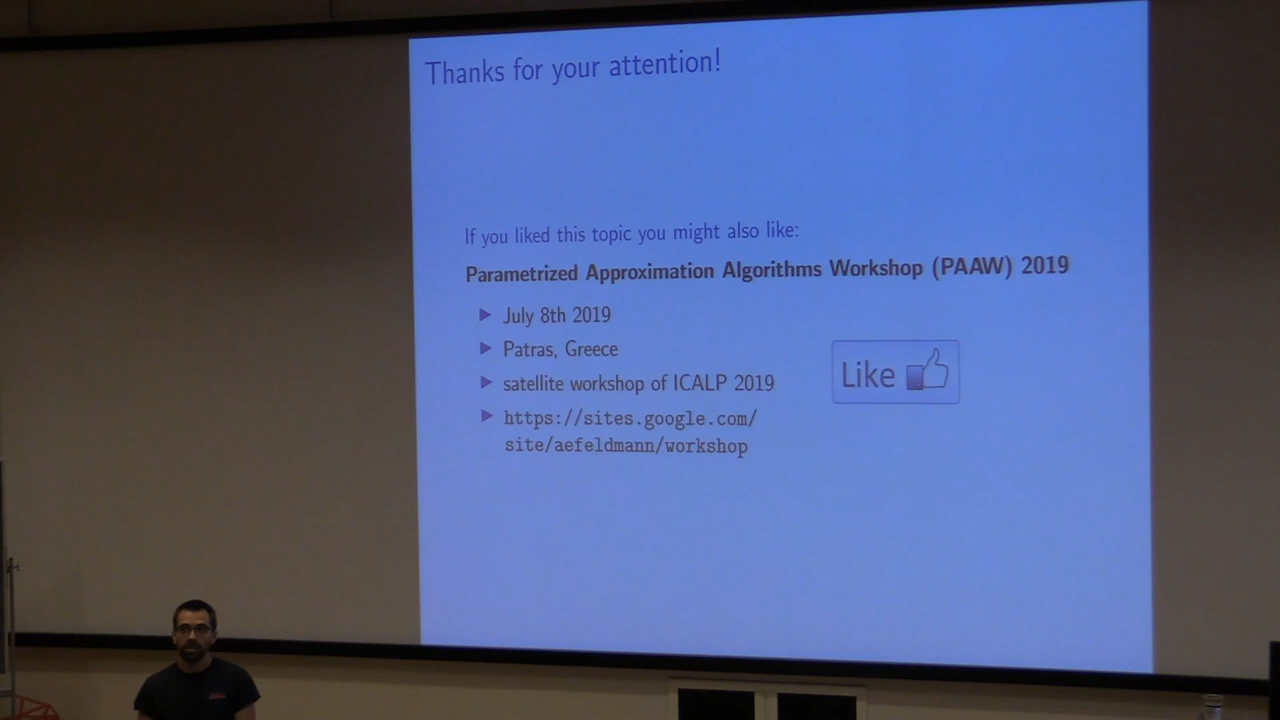 Thanks for your attention!
If you liked this topic you might also like:
Parametrized Approximation Algorithms Workshop (PAAW) 2019
July 8th 2019
Patras, Greece
satellite workshop of ICALP 2019
Like
https://sites.google.com/
site/aefeldmann/workshop